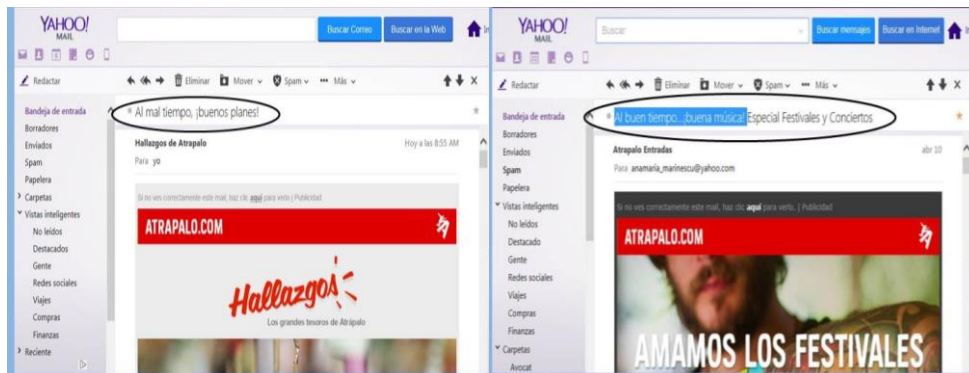 YAHOO!
MAIL
Buscar Correo
Buscar en la Web
Redactar
Eliminar
Mover
Spam
Más
Bandeja de entrada
Borradores
Enviados
Spam
Papelera
Carpetas
Vistas inteligentes
No leídos
Destacados
Gente
Redes sociales
Viajes
Compras
Finanzas
Reciente
Al mal tiempo, ¡buenos planes!
Hallazgos de Atrapalo
Hoy a las 8:55 AM
Para yo
Si no ves correctamente este mail, haz clic aquí para verlo | Publicidad
ATRAPALO.COM
Hallazgos
Los grandes tesoros de Atrápalo
YAHOO!
MAIL
Buscar
Buscar mensajes
Buscar en Internet
Redactar
Eliminar
Mover
Spam
Más
Bandeja de entrada
Borradores
Enviados
Spam
Papelera
Vistas inteligentes
No leídos
Destacado
Gente
Redes sociales
Viajes
Compras
Finanzas
Carpetas
Avocat
Al buen tiempo...¡buena música! Especial Festivales y Conciertos
Atrapalo Entradas
abr 10
Para anamaria_marinescu@yahoo.com
Si no ves correctamente este mail, haz clic aquí para verlo. | Publicidad
ATRAPALO.COM
AMAMOS LOS FESTIVALES